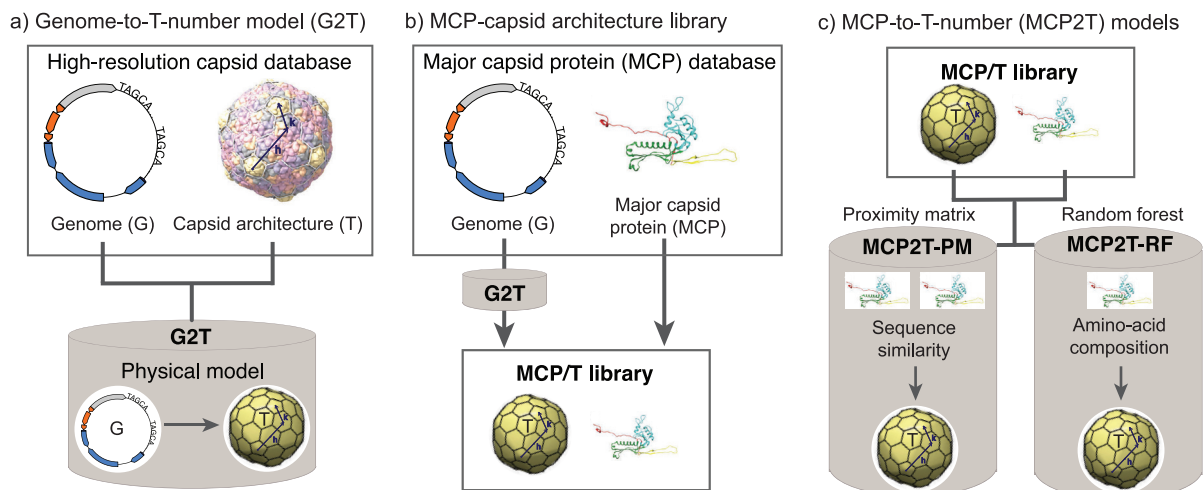 a) Genome-to-T-number model (G2T)
High-resolution capsid database
TAGCA
TAGCA
k
h
Genome (G)
Capsid architecture (T)
G2T
Physical model
TAGCA
TAGCA
G
T
k
h
b) MCP-capsid architecture library
Major capsid protein (MCP) database
TAGCA
TAGCA
Genome (G)
Major capsid
protein (MCP)
G2T
MCP/T library
T
k
h
c) MCP-to-T-number (MCP2T) models
MCP/T library
T
k
h
Proximity matrix
MCP2T-PM
Sequence
similarity
T
k
h
Random forest
MCP2T-RF
Amino-acid
composition
T
k
h